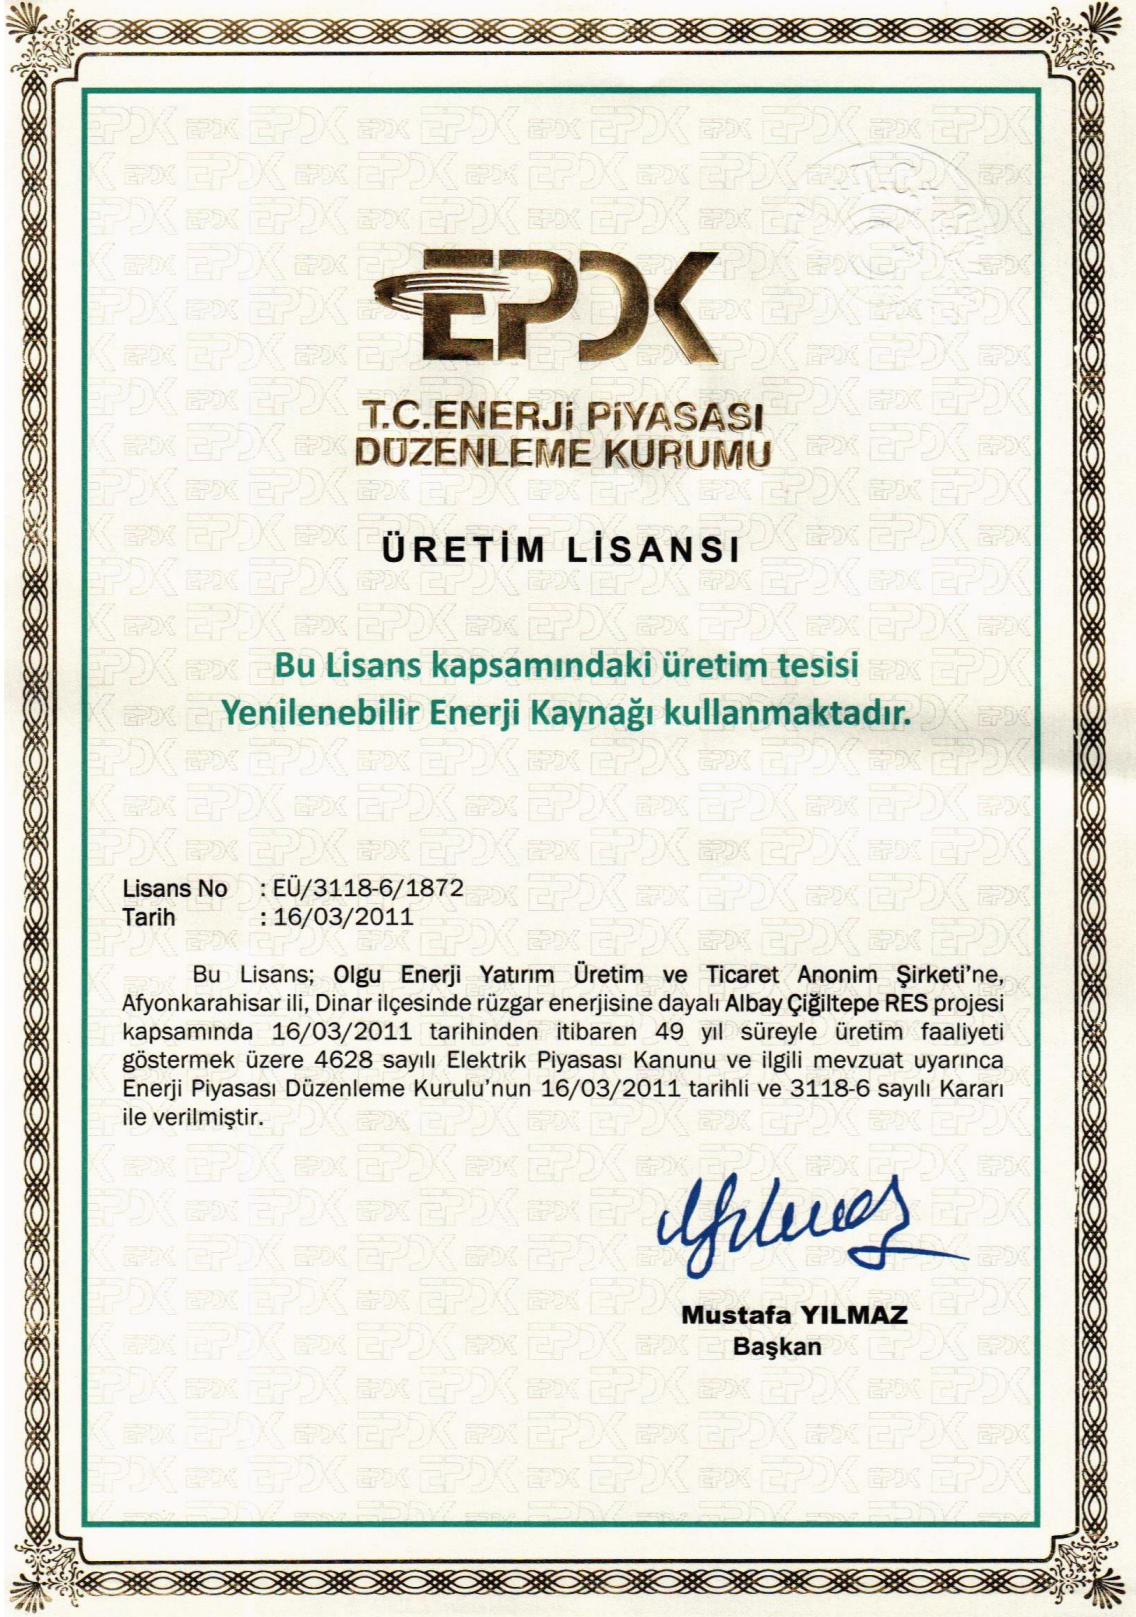 EPDK
T.C.ENERJİ PİYASASI
DÜZENLEME KURUMU
ÜRETİM LİSANSI
Bu Lisans kapsamındaki üretim tesisi
Yenilenebilir Enerji Kaynağı kullanmaktadır.
Lisans No : EÜ/3118-6/1872
Tarih : 16/03/2011
Bu Lisans; Olgu Enerji Yatırım Üretim ve Ticaret Anonim Şirketi'ne,
Afyonkarahisar ili, Dinar ilçesinde rüzgar enerjisine dayalı Albay Çiğiltepe RES projesi
kapsamında 16/03/2011 tarihinden itibaren 49 yıl süreyle üretim faaliyeti
göstermek üzere 4628 sayılı Elektrik Piyasası Kanunu ve ilgili mevzuat uyarınca
Enerji Piyasası Düzenleme Kurulu'nun 16/03/2011 tarihli ve 3118-6 sayılı Kararı
ile verilmiştir.
Mustafa YILMAZ
Başkan